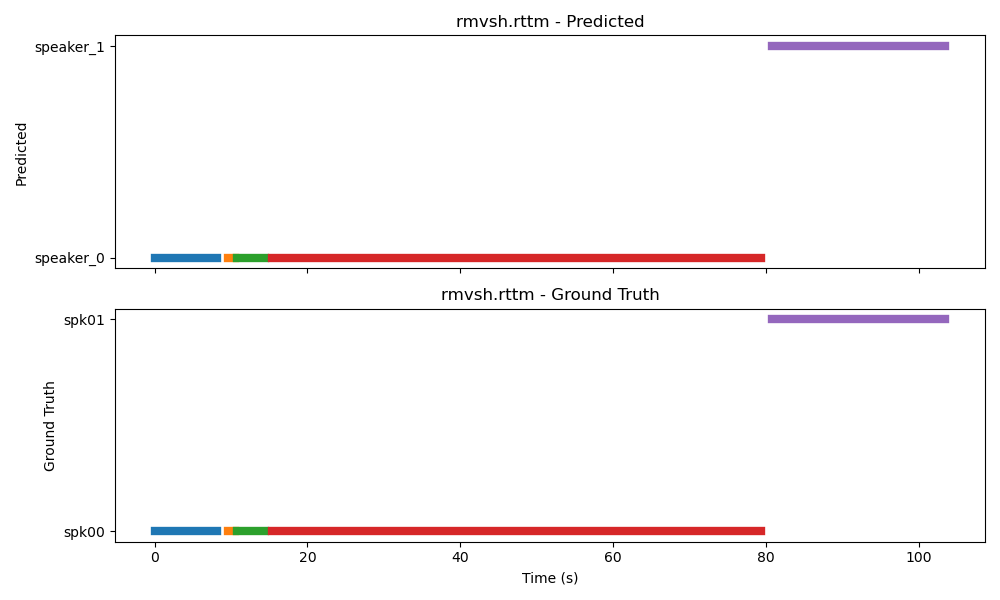 rmvsh.rttm - Predicted
speaker_1
Predicted
speaker_0
rmvsh.rttm - Ground Truth
spk01
Ground Truth
spk00
0 20 40 60 80 100
Time (s)